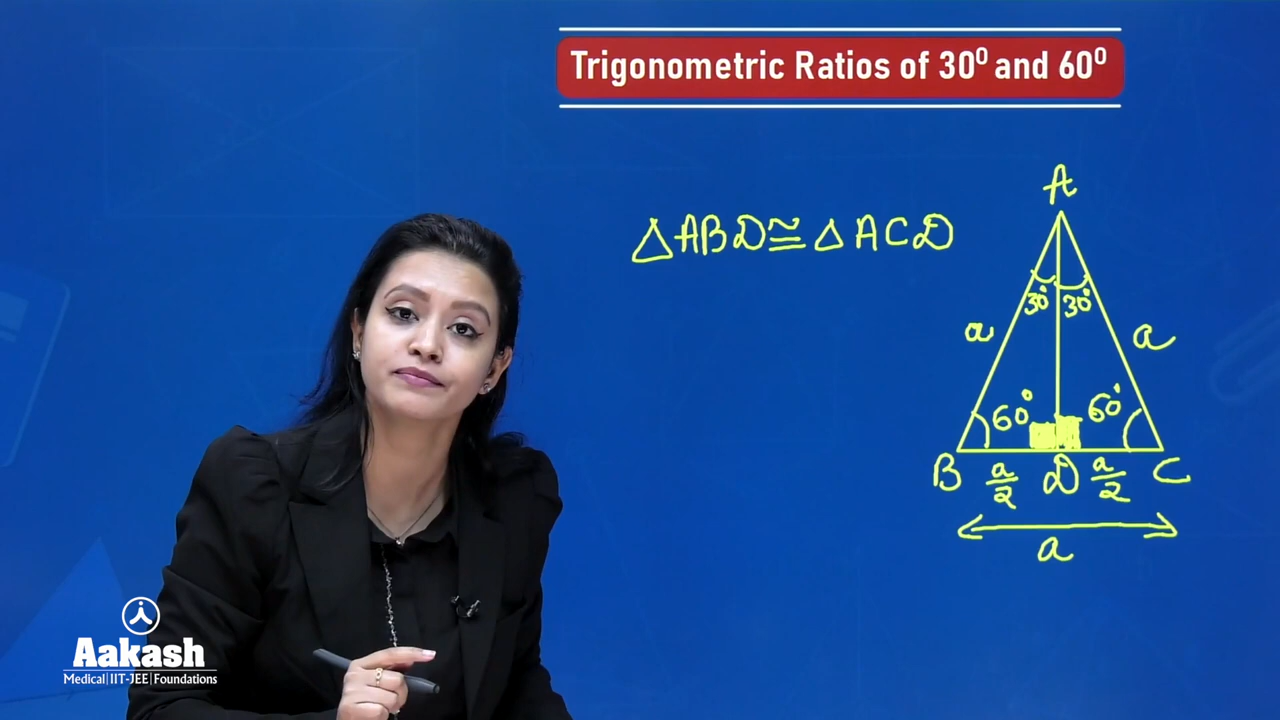 Trigonometric Ratios of 30⁰ and 60⁰
△ABD ≅ △ACD
A
30° 30°
a a
60° 60°
B a/2 D a/2 C
a
Aakash
Medical|IIT-JEE|Foundations